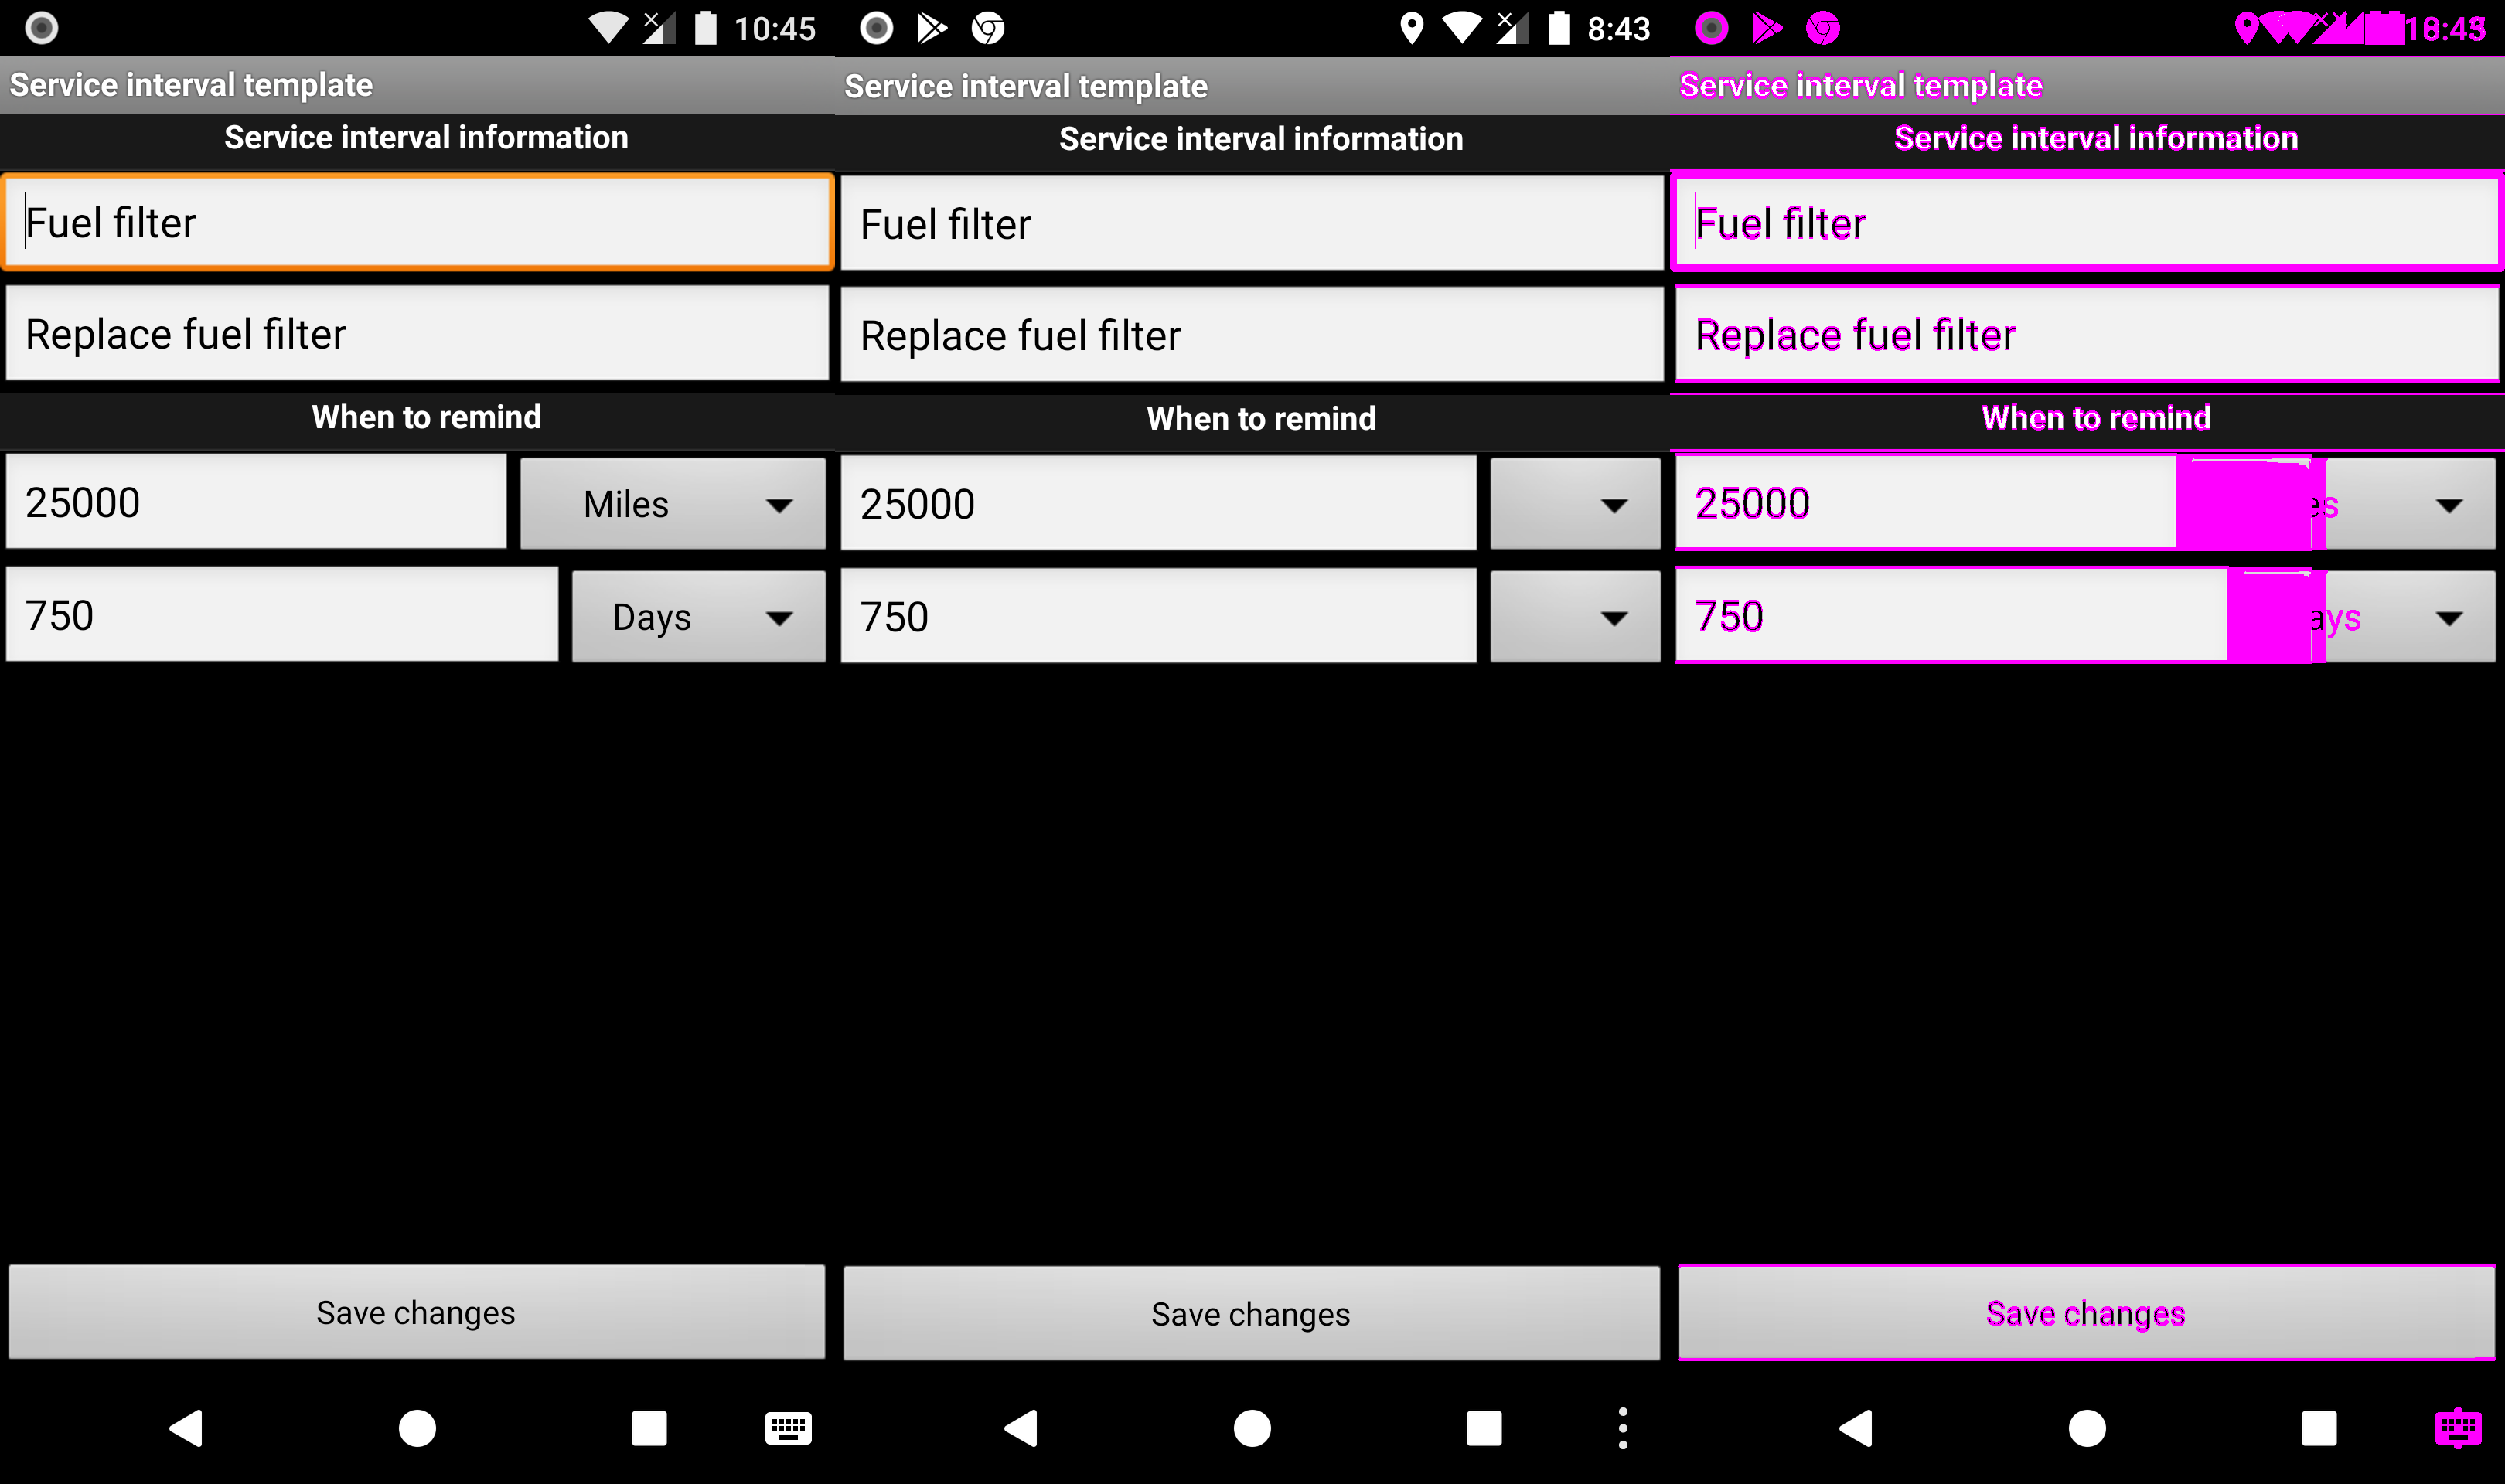 10:45
Service interval template
Service interval information
Fuel filter
Replace fuel filter
When to remind
25000 Miles
750 Days
Save changes
8:43
Service interval template
Service interval information
Fuel filter
Replace fuel filter
When to remind
25000
750
Save changes
Service interval template
Service interval information
Fuel filter
Replace fuel filter
When to remind
25000 es
750 ays
Save changes